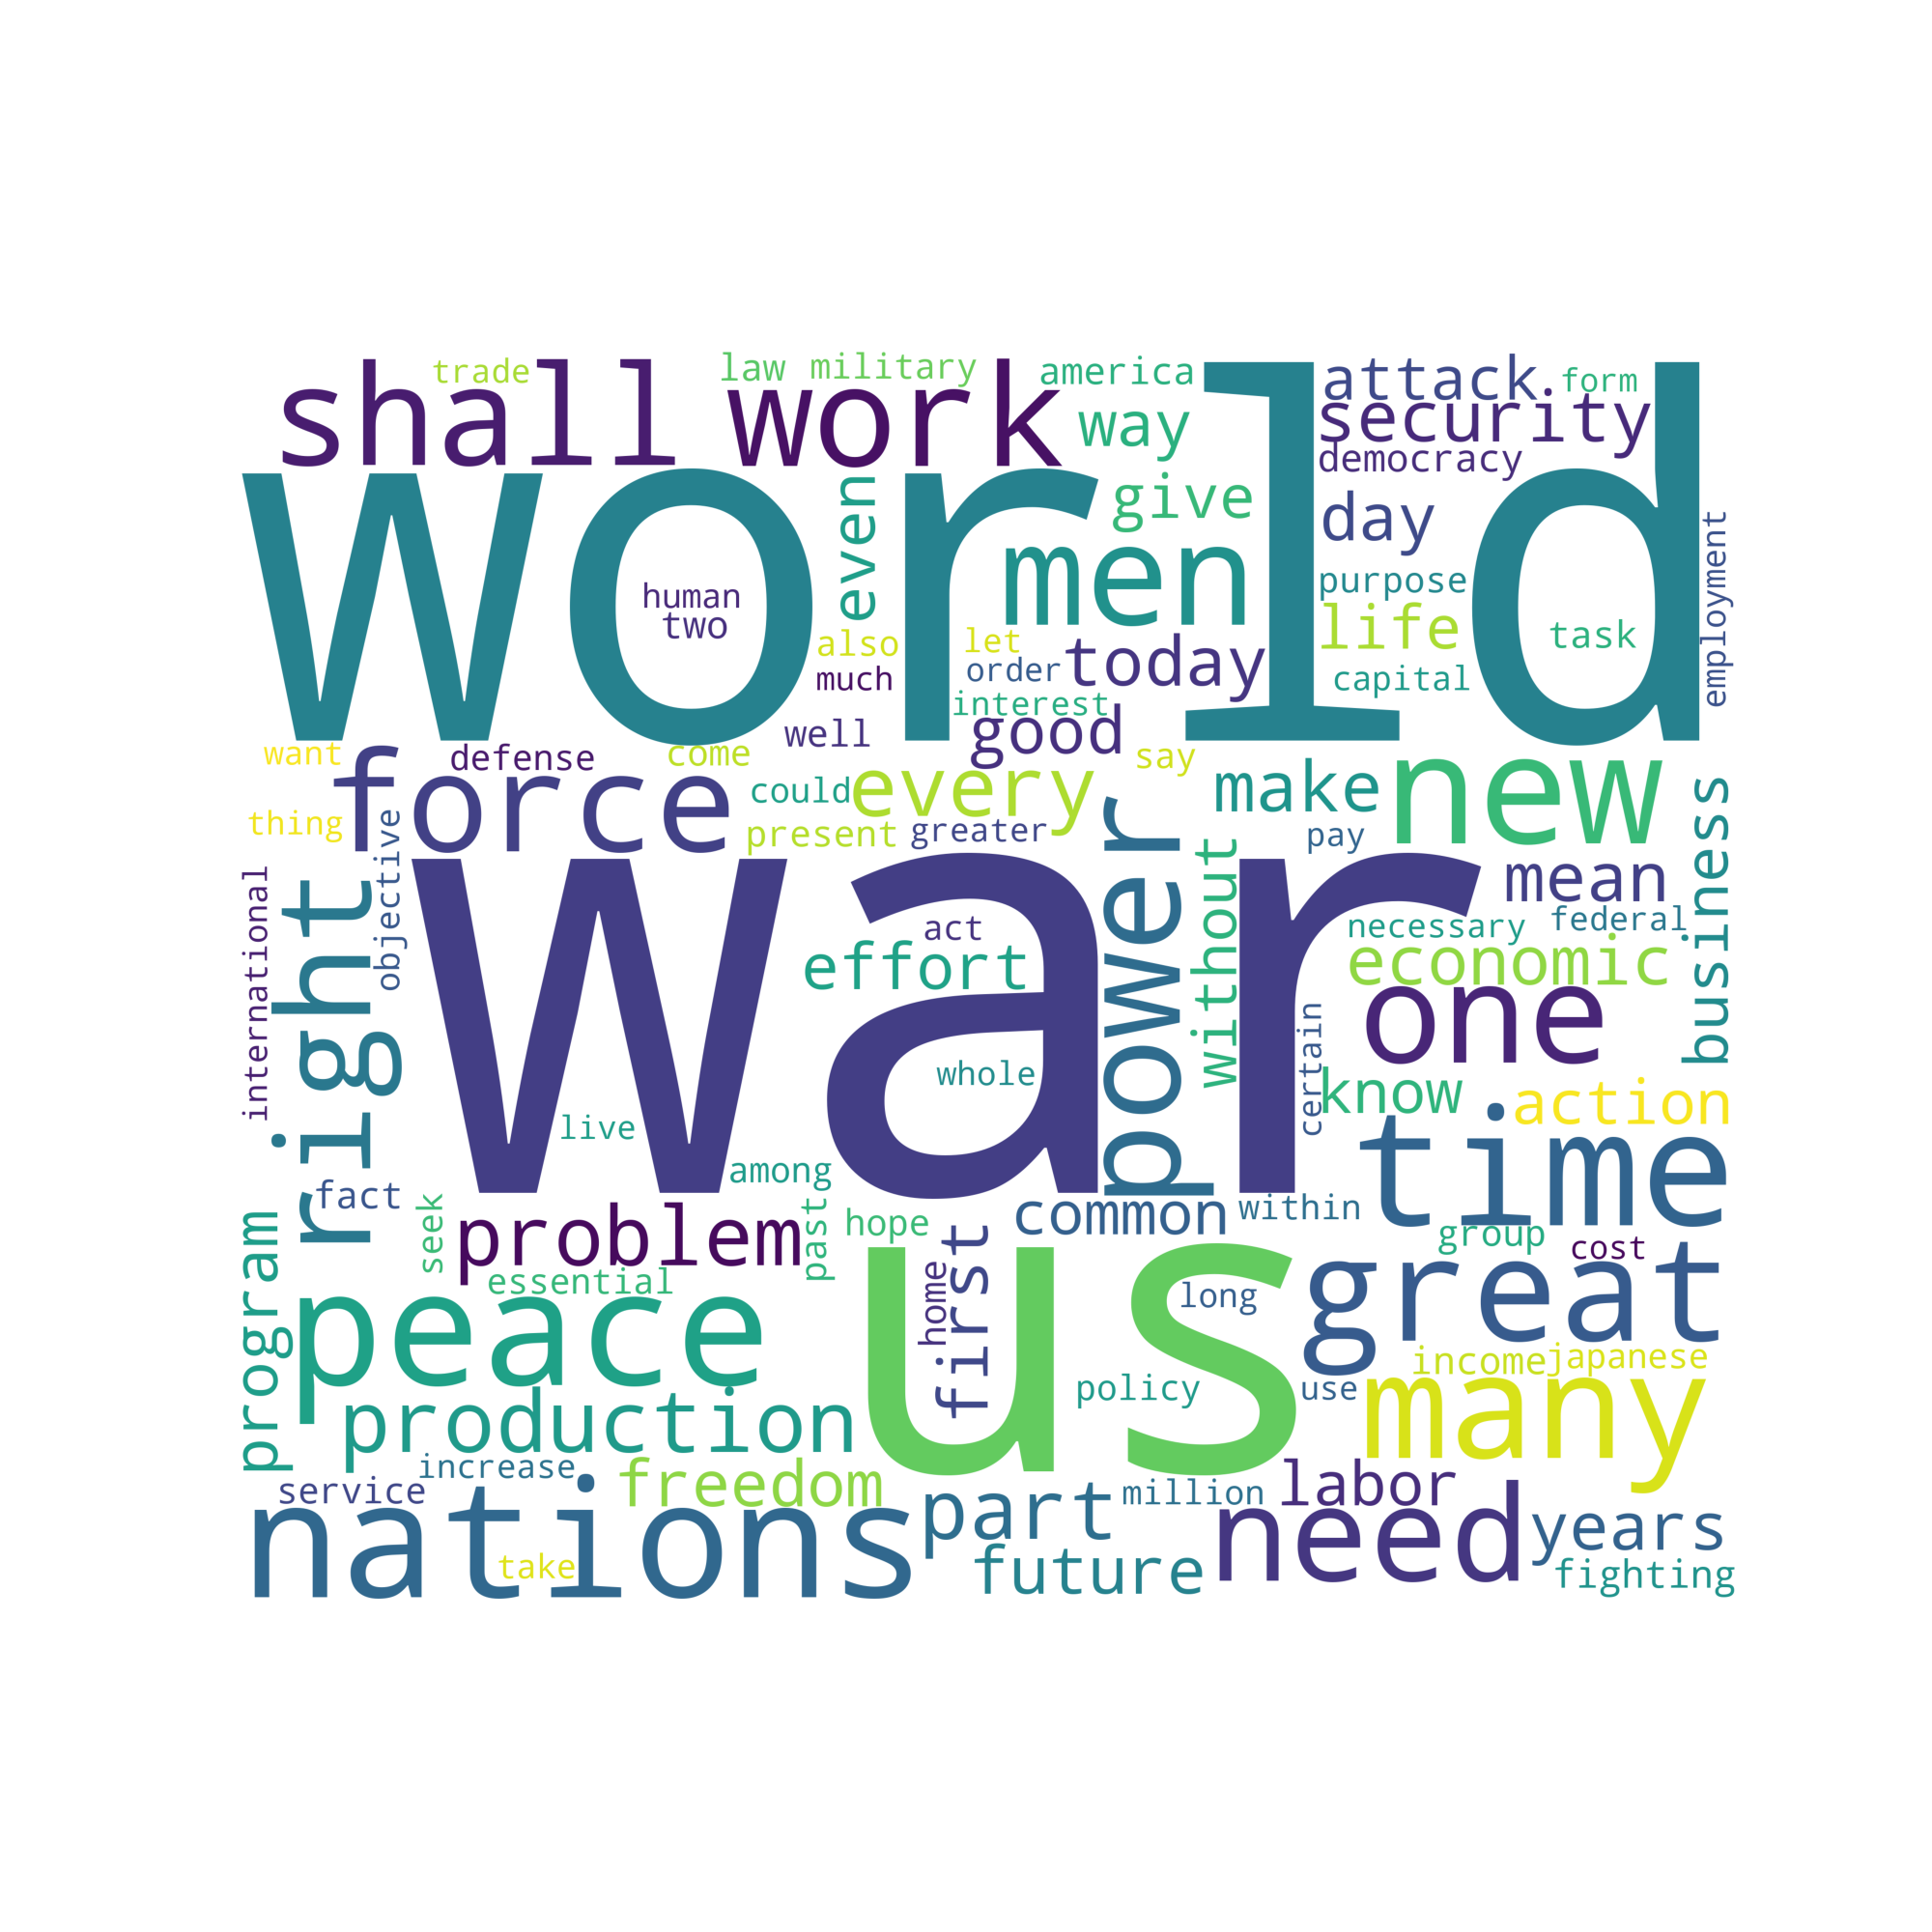 trade
law
military
america
attack
form
shall
work
way
security
democracy
world
even
give
day
men
employment
human
two
purpose
life
task
also
let
order
today
much
capital
interest
well
good
want
defense
come
say
force
could
every
make
new
thing
present
greater
pay
business
objective
power
without
mean
international
right
war
act
necessary
federal
effort
economic
one
whole
certain
know
action
live
time
among
fact
seek
problem
past
hope
first
common
within
group
cost
program
essential
us
home
long
great
peace
income
japanese
policy
use
many
production
increase
freedom
service
part
million
labor
need
years
nations
take
future
fighting